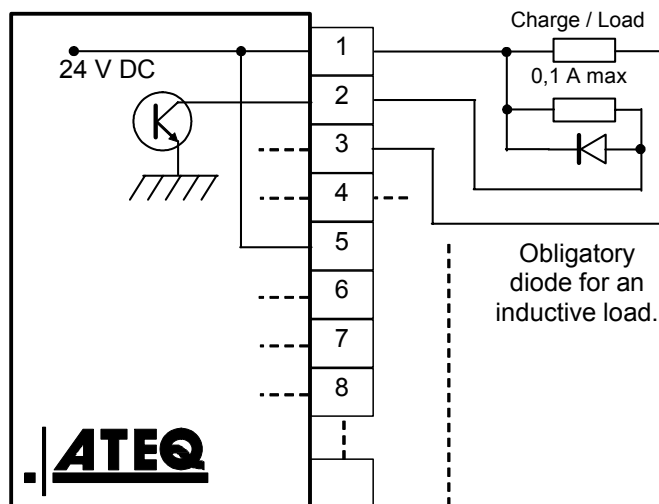 Charge / Load
1
24 V DC
0,1 A max
2
3
4
5
Obligatory
diode for an
inductive load.
6
7
8
ATEQ